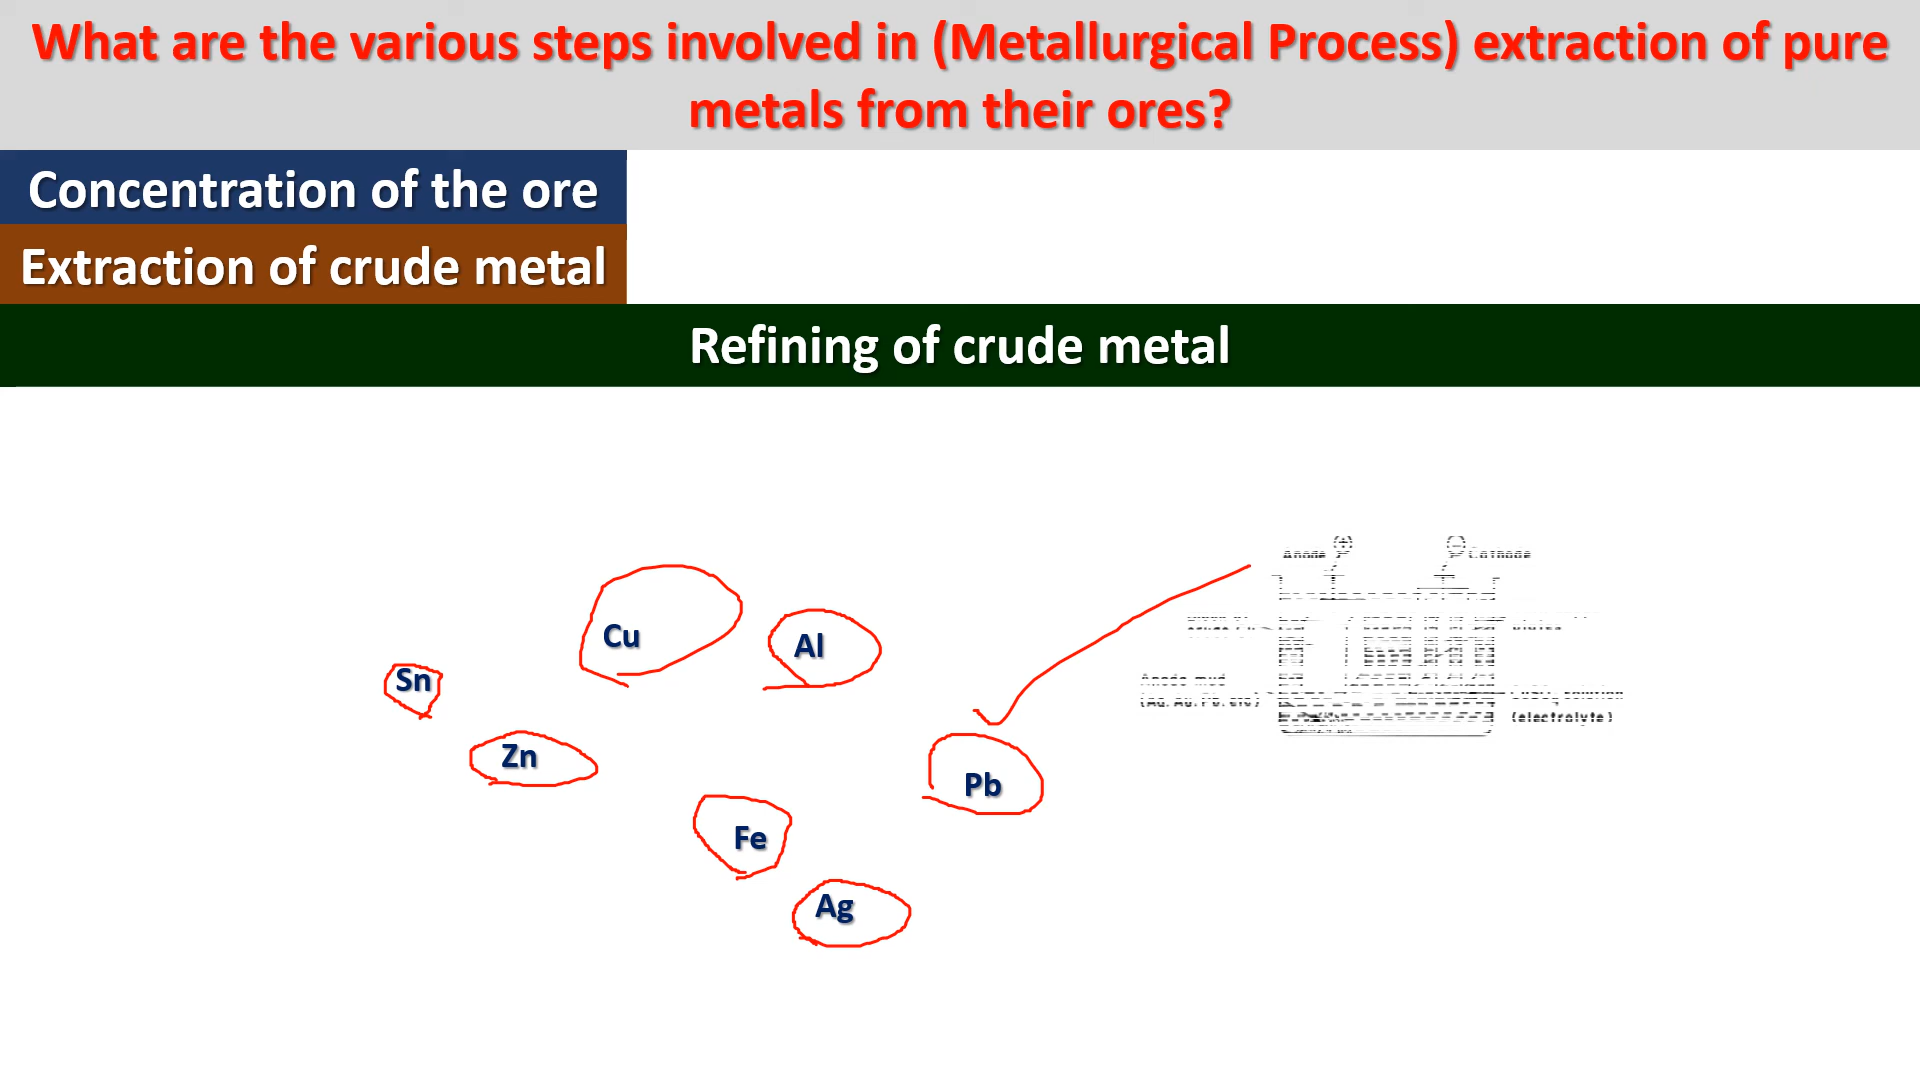 What are the various steps involved in (Metallurgical Process) extraction of pure
metals from their ores?
Concentration of the ore
Extraction of crude metal
Refining of crude metal
Anode (+) (-) Cathode
Cu
Al
Sn
Zn
Pb
Fe
Ag
Anode mud
(electrolyte)